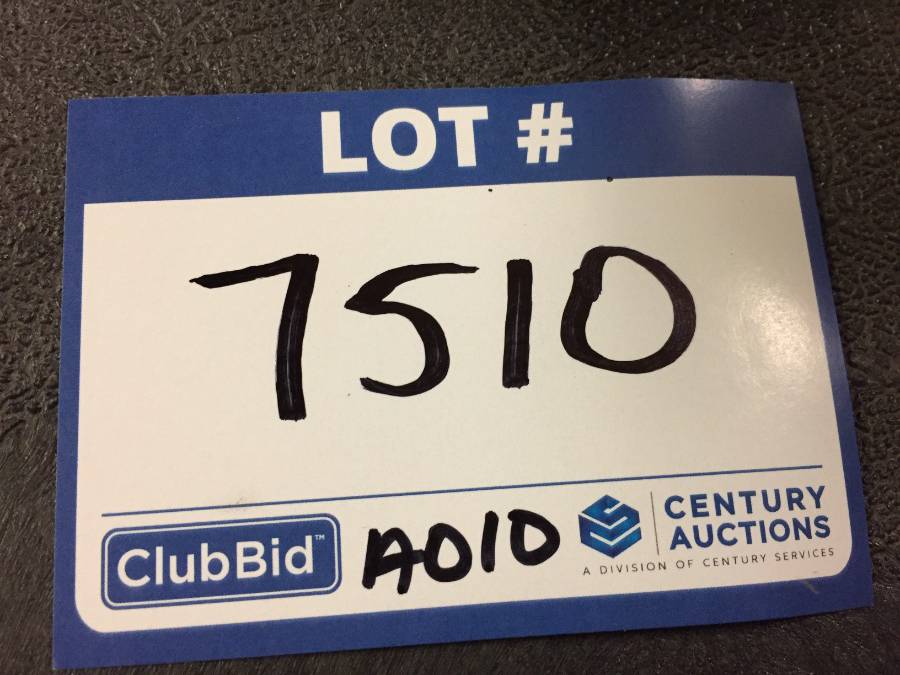 LOT #
7510
ClubBid™ A010 CENTURY
AUCTIONS
A DIVISION OF CENTURY SERVICES